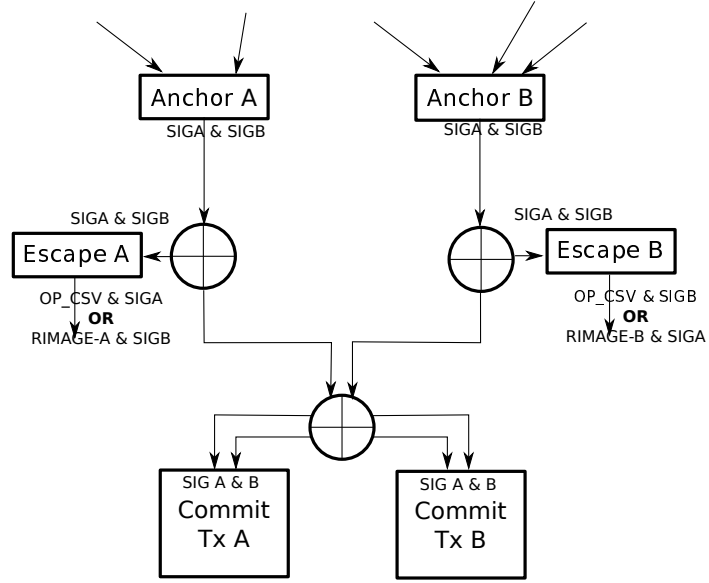 Anchor A
Anchor B
SIGA & SIGB
SIGA & SIGB
SIGA & SIGB
SIGA & SIGB
Escape A
Escape B
OP_CSV & SIGA
OR
RIMAGE-A & SIGB
OP_CSV & SIGB
OR
RIMAGE-B & SIGA
SIG A & B
Commit
Tx A
SIG A & B
Commit
Tx B